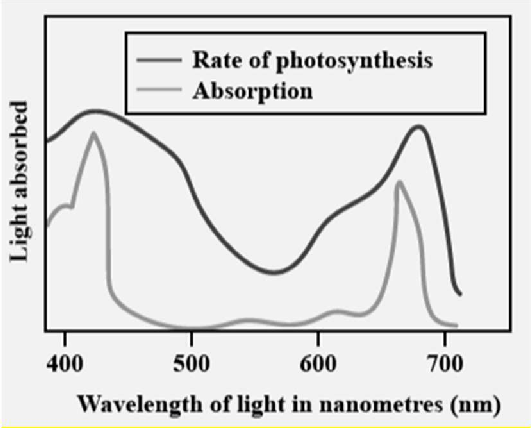 Rate of photosynthesis
Absorption
Light absorbed
400 500 600 700
Wavelength of light in nanometres (nm)